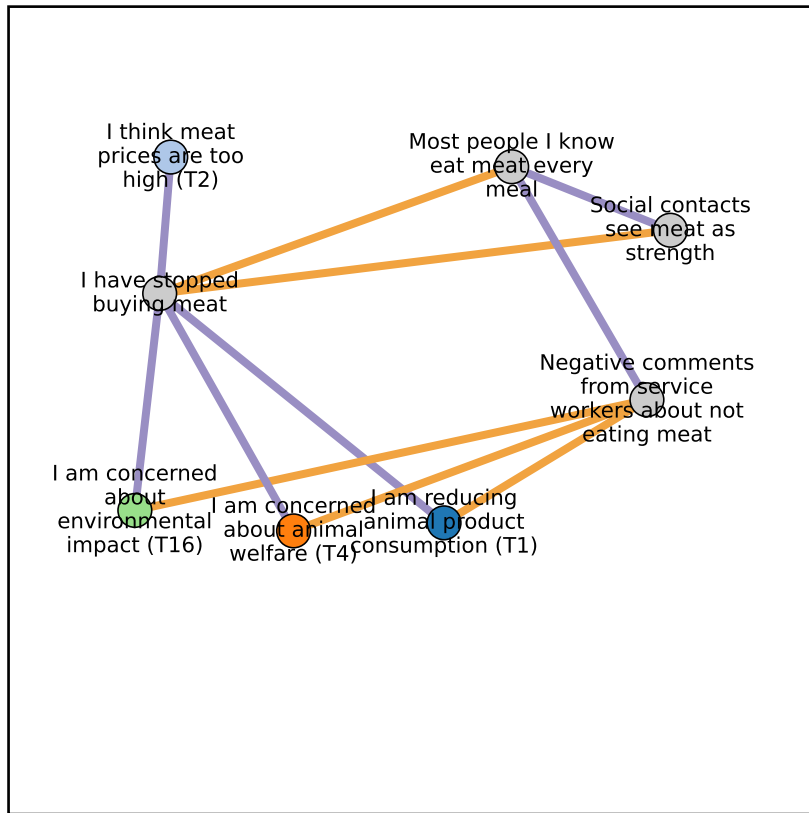 I think meat
prices are too
high (T2)
Most people I know
eat meat every
meal
Social contacts
see meat as
strength
I have stopped
buying meat
Negative comments
from service
workers about not
eating meat
I am concerned
about
environmental
impact (T16)
I am concerned
about animal
welfare (T4)
I am reducing
animal product
consumption (T1)